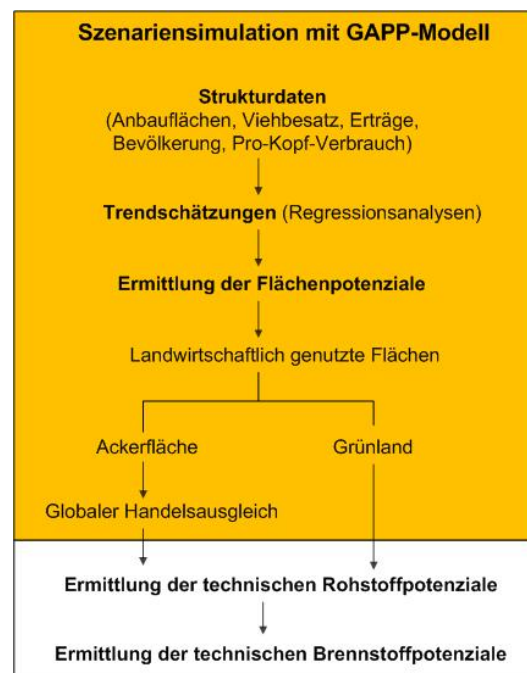 Szenariensimulation mit GAPP-Modell
Strukturdaten
(Anbauflächen, Viehbesatz, Erträge,
Bevölkerung, Pro-Kopf-Verbrauch)
Trendschätzungen (Regressionsanalysen)
Ermittlung der Flächenpotenziale
Landwirtschaftlich genutzte Flächen
Ackerfläche
Grünland
Globaler Handelsausgleich
Ermittlung der technischen Rohstoffpotenziale
Ermittlung der technischen Brennstoffpotenziale